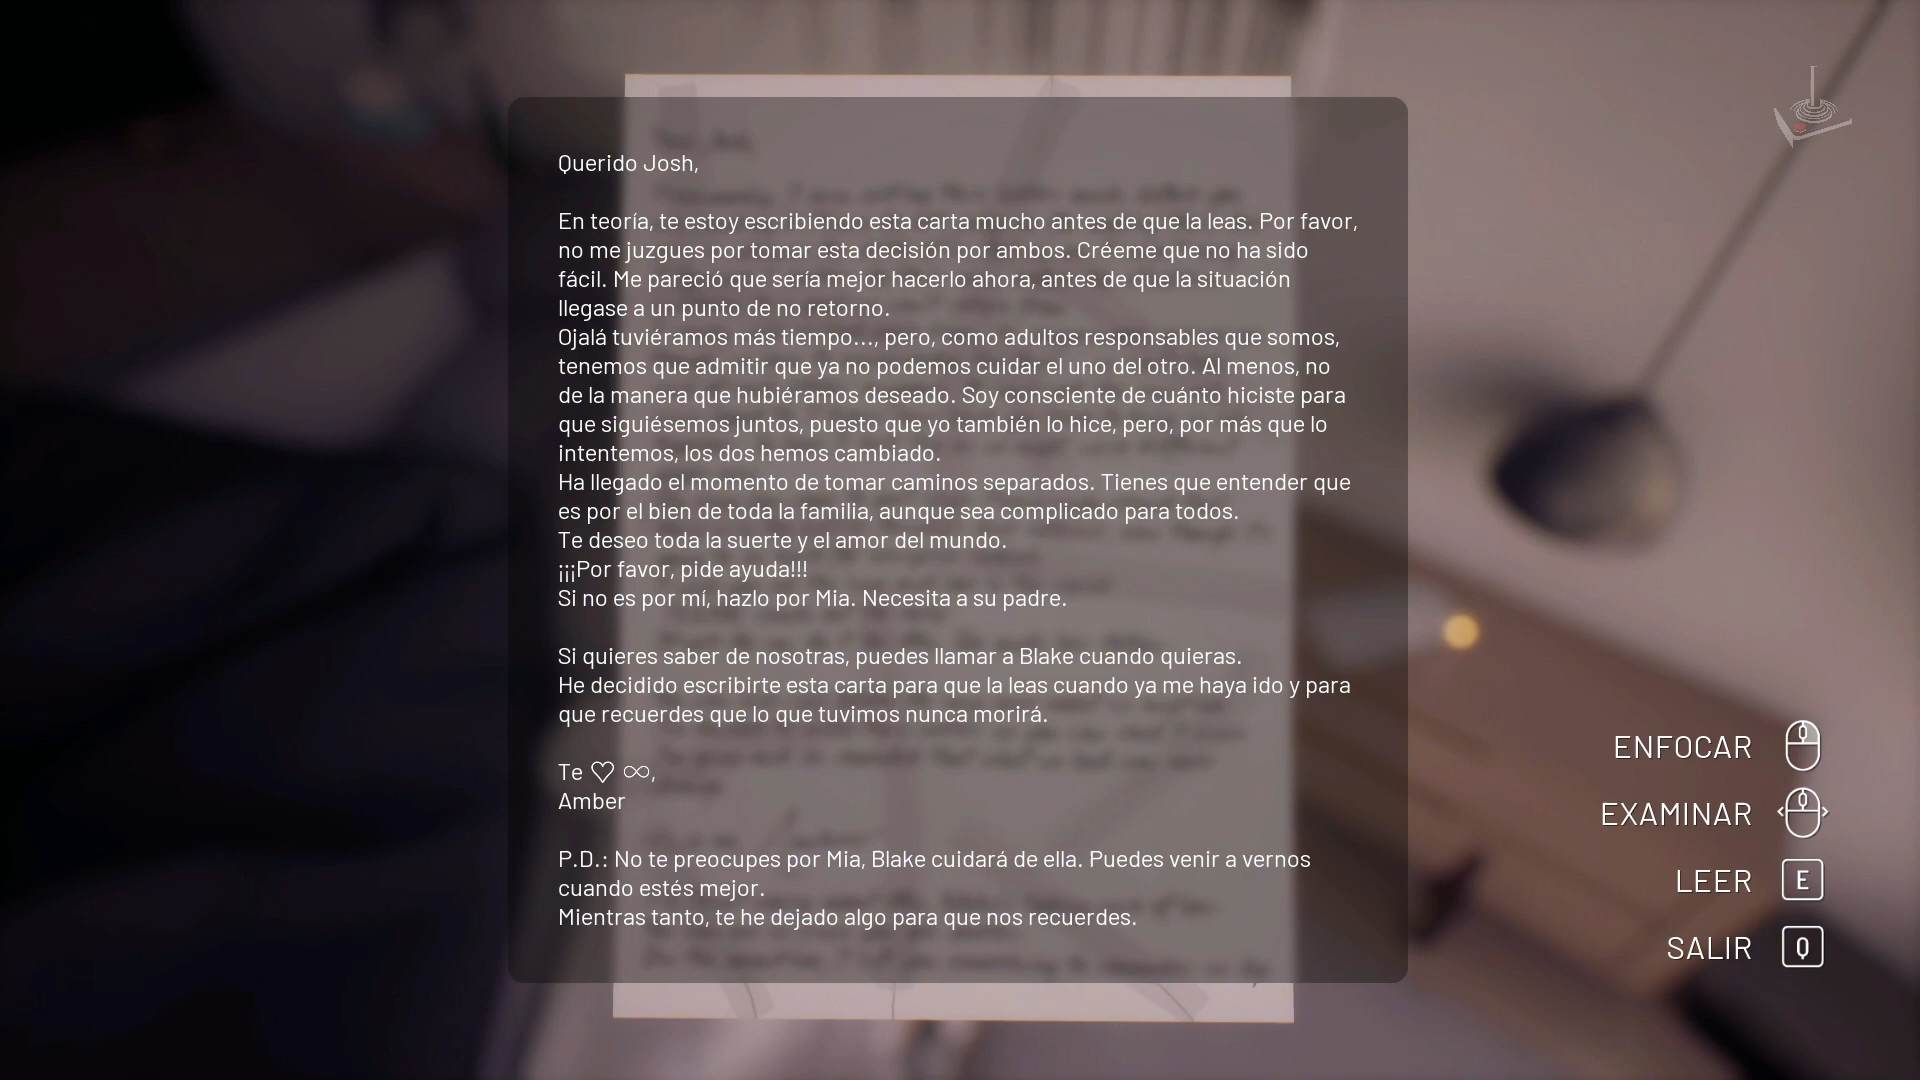 Querido Josh,
En teoría, te estoy escribiendo esta carta mucho antes de que la leas. Por favor,
no me juzgues por tomar esta decisión por ambos. Créeme que no ha sido
fácil. Me pareció que sería mejor hacerlo ahora, antes de que la situación
llegase a un punto de no retorno.
Ojalá tuviéramos más tiempo..., pero, como adultos responsables que somos,
tenemos que admitir que ya no podemos cuidar el uno del otro. Al menos, no
de la manera que hubiéramos deseado. Soy consciente de cuánto hiciste para
que siguiésemos juntos, puesto que yo también lo hice, pero, por más que lo
intentemos, los dos hemos cambiado.
Ha llegado el momento de tomar caminos separados. Tienes que entender que
es por el bien de toda la familia, aunque sea complicado para todos.
Te deseo toda la suerte y el amor del mundo.
¡¡¡Por favor, pide ayuda!!!
Si no es por mí, hazlo por Mia. Necesita a su padre.
Si quieres saber de nosotras, puedes llamar a Blake cuando quieras.
He decidido escribirte esta carta para que la leas cuando ya me haya ido y para
que recuerdes que lo que tuvimos nunca morirá.
Te ♡ ∞,
Amber
P.D.: No te preocupes por Mia, Blake cuidará de ella. Puedes venir a vernos
cuando estés mejor.
Mientras tanto, te he dejado algo para que nos recuerdes.
ENFOCAR
EXAMINAR
LEER E
SALIR Q